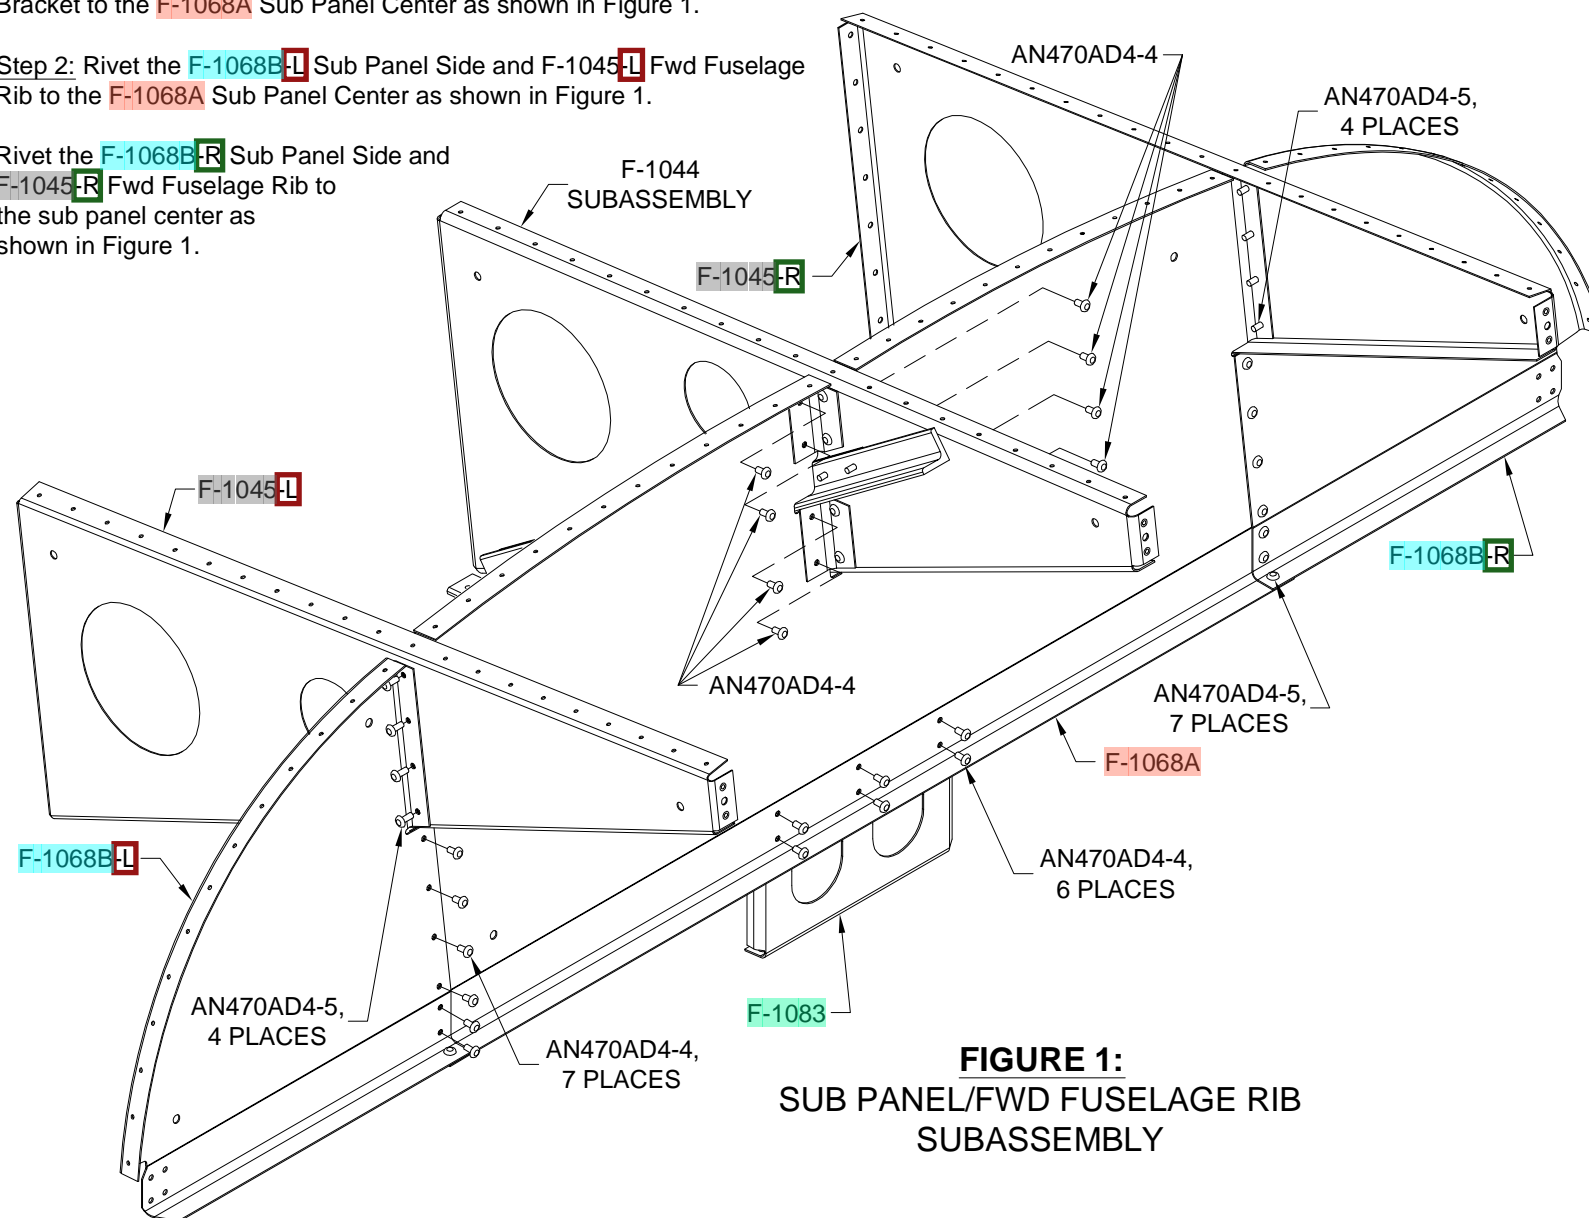 Bracket to the F-1068A Sub Panel Center as shown in Figure 1.
Step 2: Rivet the F-1068B-L Sub Panel Side and F-1045-L Fwd Fuselage
Rib to the F-1068A Sub Panel Center as shown in Figure 1.
Rivet the F-1068B-R Sub Panel Side and
F-1045-R Fwd Fuselage Rib to
the sub panel center as
shown in Figure 1.
AN470AD4-4
AN470AD4-5,
4 PLACES
F-1044
SUBASSEMBLY
F-1045-R
F-1045-L
F-1068B-R
AN470AD4-4
AN470AD4-5,
7 PLACES
F-1068A
F-1068B-L
AN470AD4-4,
6 PLACES
AN470AD4-5,
4 PLACES
F-1083
AN470AD4-4,
7 PLACES
FIGURE 1:
SUB PANEL/FWD FUSELAGE RIB
SUBASSEMBLY